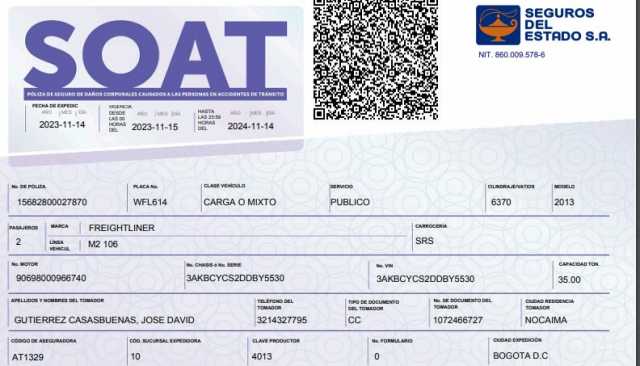 SOAT
PÓLIZA DE SEGURO DE DAÑOS CORPORALES CAUSADOS A LAS PERSONAS EN ACCIDENTES DE TRÁNSITO
FECHA DE EXPEDIC
AÑO MES DÍA
2023-11-14
VIGENCIA
DESDE
LAS 00
HORAS
DEL
AÑO MES DÍA
2023-11-15
HASTA
LAS 23:59
HORAS
DEL
AÑO MES DÍA
2024-11-14
SEGUROS
DEL
ESTADO S.A.
NIT. 860.009.578-6
No. DE PÓLIZA
PLACA No.
CLASE VEHÍCULO
SERVICIO
CILINDRAJE/VATIOS
MODELO
15682800027870
WFL614
CARGA O MIXTO
PUBLICO
6370
2013
PASAJEROS
MARCA
FREIGHTLINER
CARROCERÍA
2
LÍNEA
VEHICUL
M2 106
SRS
No. MOTOR
No. CHASIS ó No. SERIE
No. VIN
CAPACIDAD TON.
90698000966740
3AKBCYCS2DDBY5530
3AKBCYCS2DDBY5530
35.00
APELLIDOS Y NOMBRES DEL TOMADOR
TELÉFONO DEL
TOMADOR
TIPO DE DOCUMENTO
DEL TOMADOR
No. DE DOCUMENTO DEL
TOMADOR
CIUDAD RESIDENCIA
TOMADOR
GUTIERREZ CASASBUENAS, JOSE DAVID
3214327795
CC
1072466727
NOCAIMA
CÓDIGO DE ASEGURADORA
CÓD. SUCURSAL EXPEDIDORA
CLAVE PRODUCTOR
No. FORMULARIO
CIUDAD EXPEDICIÓN
AT1329
10
4013
0
BOGOTA D.C